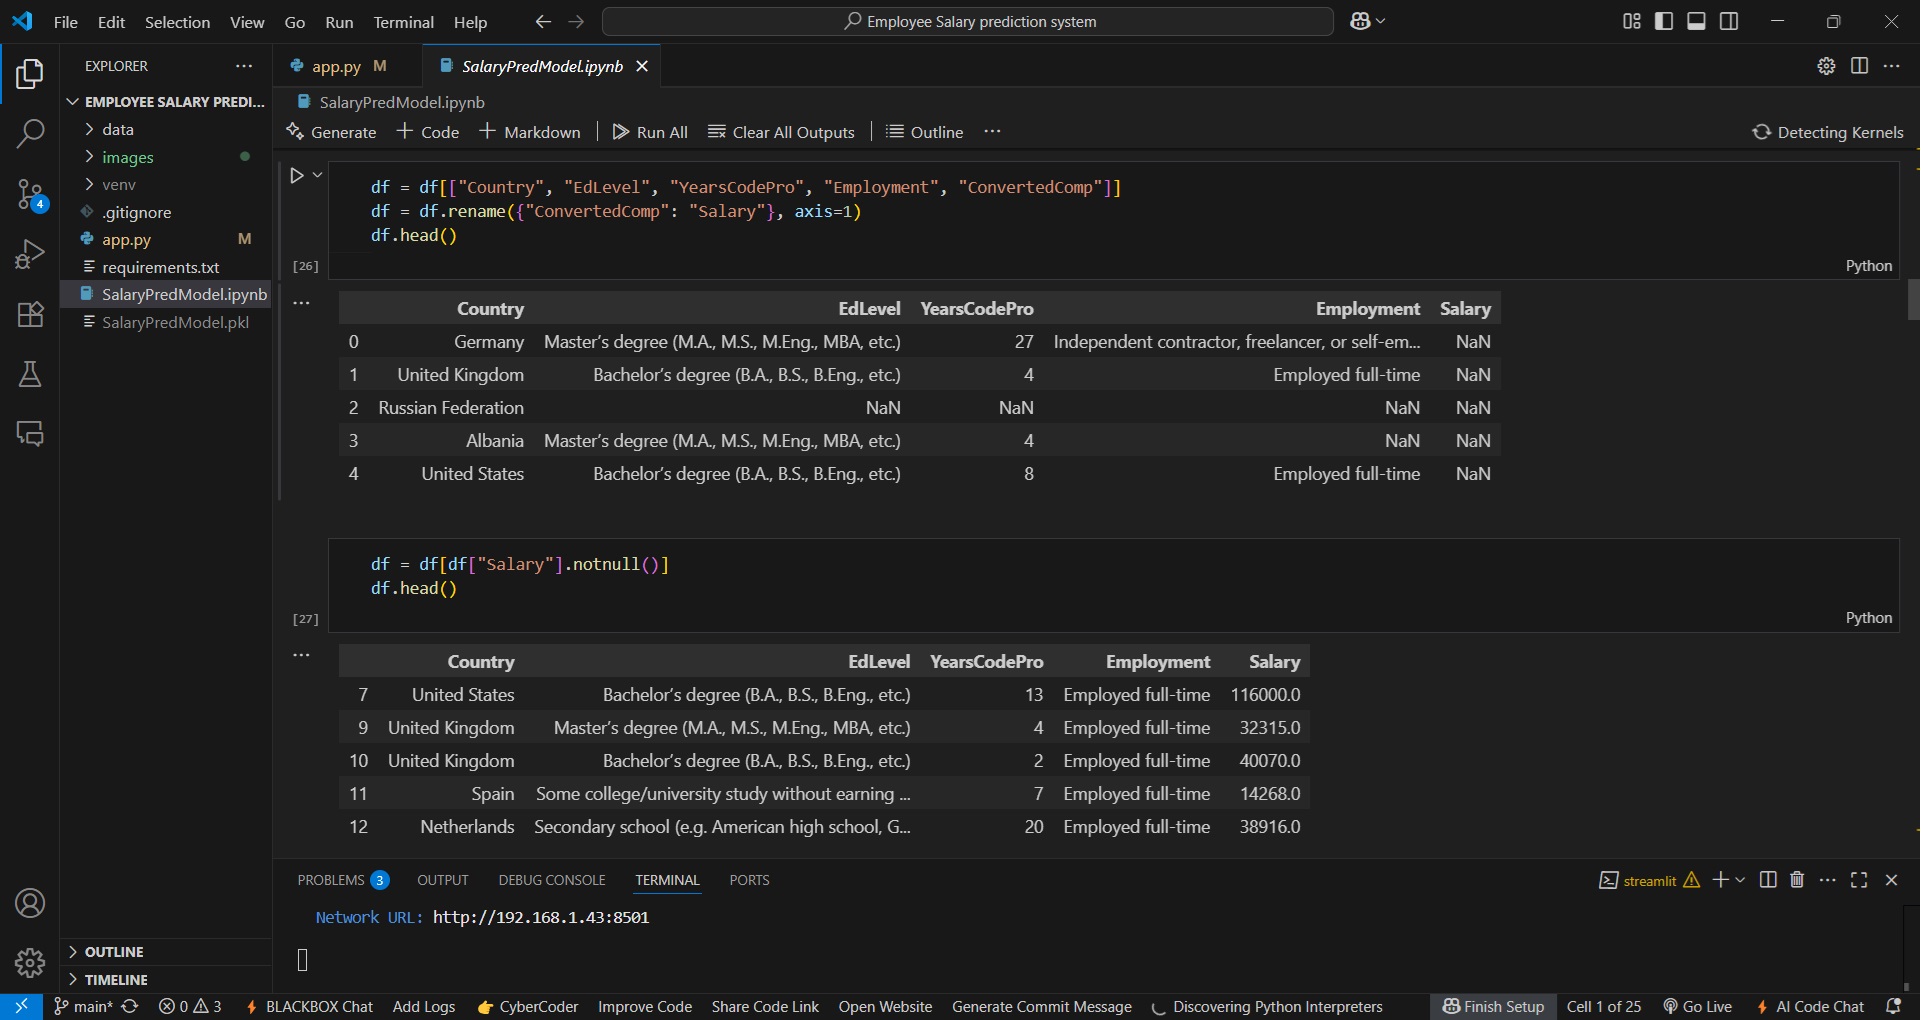 File Edit Selection View Go Run Terminal Help
Employee Salary prediction system
EXPLORER
EMPLOYEE SALARY PREDI...
data
images
venv
.gitignore
app.py M
requirements.txt
SalaryPredModel.ipynb
SalaryPredModel.pkl
OUTLINE
TIMELINE
4
app.py M
SalaryPredModel.ipynb
SalaryPredModel.ipynb
Generate Code Markdown Run All Clear All Outputs Outline ...
Detecting Kernels
df = df[["Country", "EdLevel", "YearsCodePro", "Employment", "ConvertedComp"]]
df = df.rename({"ConvertedComp": "Salary"}, axis=1)
df.head()
[26] Python
Country EdLevel YearsCodePro Employment Salary
0 Germany Master’s degree (M.A., M.S., M.Eng., MBA, etc.) 27 Independent contractor, freelancer, or self-em... NaN
1 United Kingdom Bachelor’s degree (B.A., B.S., B.Eng., etc.) 4 Employed full-time NaN
2 Russian Federation NaN NaN NaN NaN
3 Albania Master’s degree (M.A., M.S., M.Eng., MBA, etc.) 4 NaN NaN
4 United States Bachelor’s degree (B.A., B.S., B.Eng., etc.) 8 Employed full-time NaN
df = df[df["Salary"].notnull()]
df.head()
[27] Python
Country EdLevel YearsCodePro Employment Salary
7 United States Bachelor’s degree (B.A., B.S., B.Eng., etc.) 13 Employed full-time 116000.0
9 United Kingdom Master’s degree (M.A., M.S., M.Eng., MBA, etc.) 4 Employed full-time 32315.0
10 United Kingdom Bachelor’s degree (B.A., B.S., B.Eng., etc.) 2 Employed full-time 40070.0
11 Spain Some college/university study without earning ... 7 Employed full-time 14268.0
12 Netherlands Secondary school (e.g. American high school, G... 20 Employed full-time 38916.0
PROBLEMS 3 OUTPUT DEBUG CONSOLE TERMINAL PORTS
streamlit
Network URL: http://192.168.1.43:8501
main* 0 3 BLACKBOX Chat Add Logs CyberCoder Improve Code Share Code Link Open Website Generate Commit Message Discovering Python Interpreters Finish Setup Cell 1 of 25 Go Live AI Code Chat